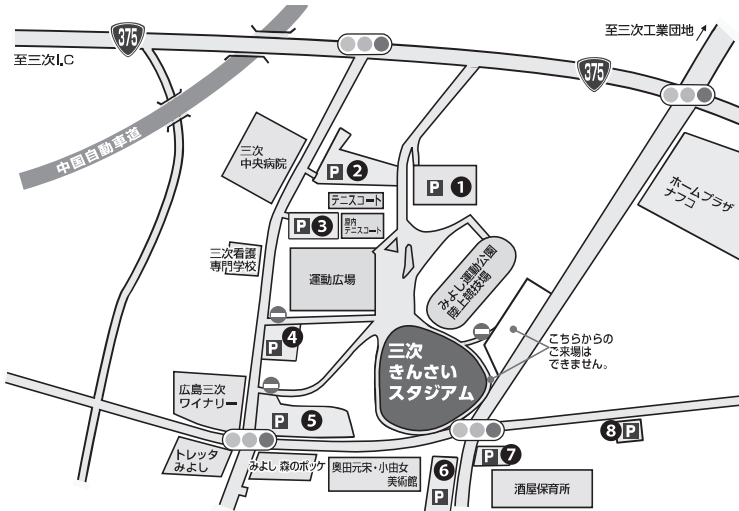 375
至三次I.C
至三次工業団地
375
中国自動車道
三次
中央病院
P 2
P 1
ホームプラザ
ナフコ
テニスコート
P 3
屋内
テニスコート
三次看護
専門学校
運動広場
みよし運動公園
陸上競技場
P 4
こちらからの
ご来場は
できません。
三次
きんさい
スタジアム
広島三次
ワイナリー
P 5
8 P
トレッタ
みよし
みよし 森のポッケ
奥田元宋・小由女
美術館
6
P
P 7
酒屋保育所